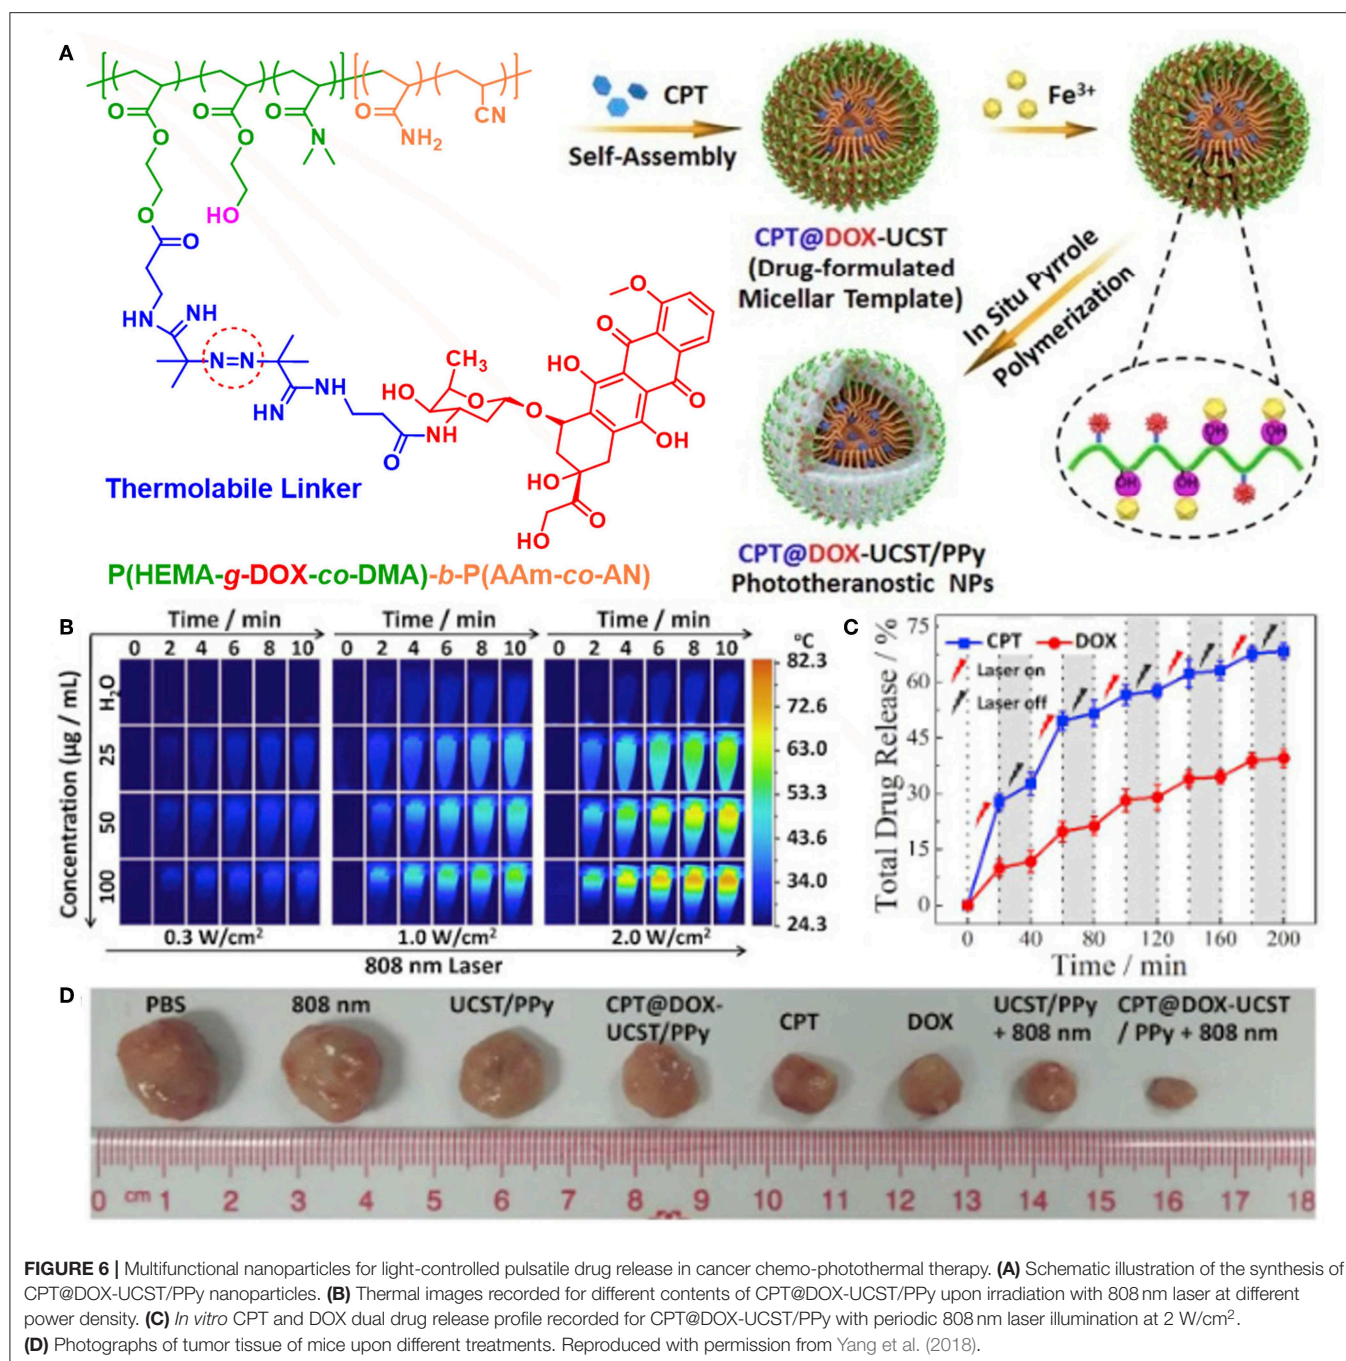 A
O
O
O
O
O
NH₂
CN
N
O
O
HO
O
O
HN
NH
N=N
HN
NH
O
NH
HO
CH₃
O
O
O
O
O
HO
OH
HO
O
HO
Thermolabile Linker
P(HEMA-g-DOX-co-DMA)-b-P(AAm-co-AN)
CPT
Self-Assembly
CPT@DOX-UCST
(Drug-formulated
Micellar Template)
Fe³⁺
In Situ Pyrrole
Polymerization
OH
OH
OH
OH
CPT@DOX-UCST/PPy
Phototheranostic NPs
B
Time / min
Time / min
Time / min
0 2 4 6 8 10
0 2 4 6 8 10
0 2 4 6 8 10
Concentration (μg / mL)
H₂O
25
50
100
0.3 W/cm²
1.0 W/cm²
2.0 W/cm²
808 nm Laser
°C
82.3
72.6
63.0
53.3
43.6
34.0
24.3
C
Total Drug Release / %
75
60
45
30
15
0
CPT
DOX
Laser on
Laser off
0 40 80 120 160 200
Time / min
D
PBS
808 nm
UCST/PPy
CPT@DOX-
UCST/PPy
CPT
DOX
UCST/PPy
+ 808 nm
CPT@DOX-UCST
/ PPy + 808 nm
0 cm 1 2 3 4 5 6 7 8 9 10 11 12 13 14 15 16 17 18
FIGURE 6 | Multifunctional nanoparticles for light-controlled pulsatile drug release in cancer chemo-photothermal therapy. (A) Schematic illustration of the synthesis of
CPT@DOX-UCST/PPy nanoparticles. (B) Thermal images recorded for different contents of CPT@DOX-UCST/PPy upon irradiation with 808 nm laser at different
power density. (C) In vitro CPT and DOX dual drug release profile recorded for CPT@DOX-UCST/PPy with periodic 808 nm laser illumination at 2 W/cm².
(D) Photographs of tumor tissue of mice upon different treatments. Reproduced with permission from Yang et al. (2018).